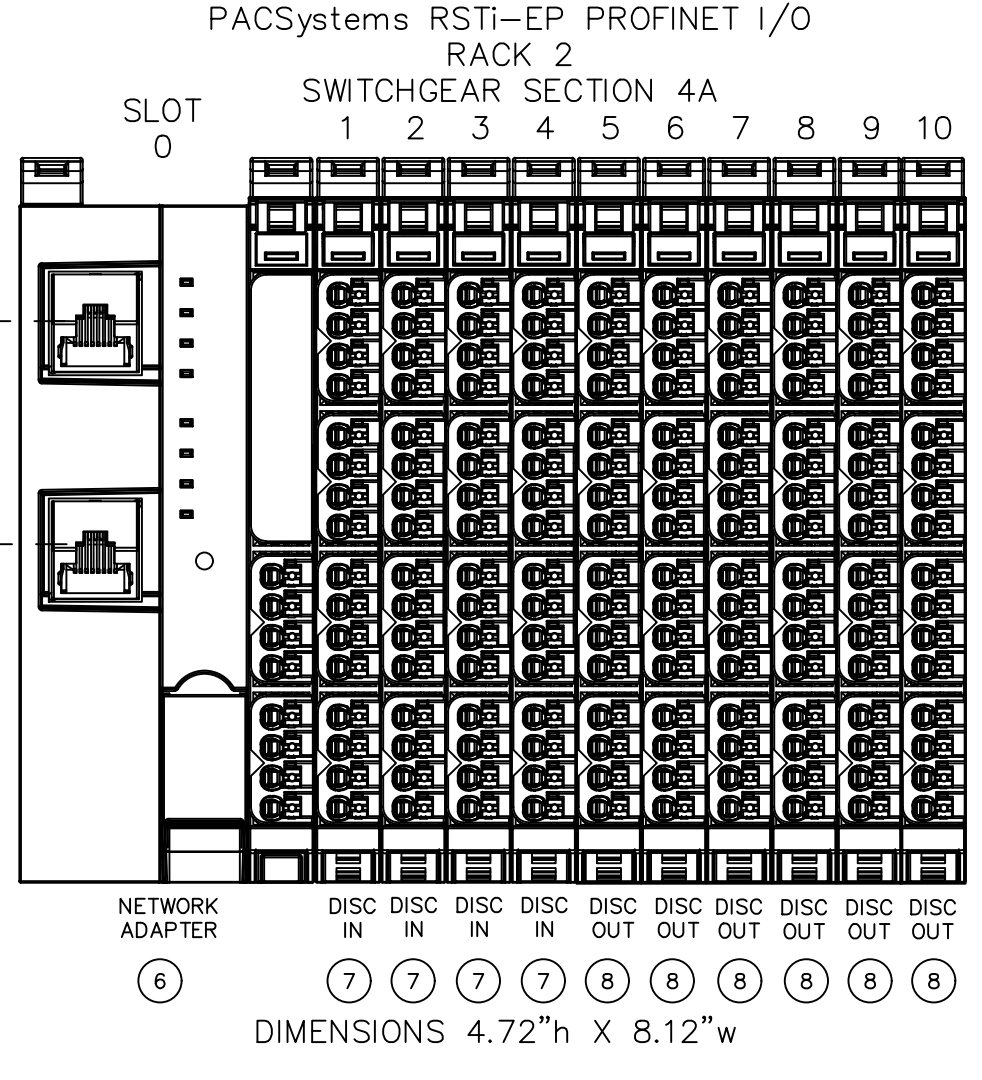 PACSystems RSTi-EP PROFINET I/O
RACK 2
SWITCHGEAR SECTION 4A
SLOT
0 1 2 3 4 5 6 7 8 9 10
NETWORK DISC DISC DISC DISC DISC DISC DISC DISC DISC DISC
ADAPTER IN IN IN IN OUT OUT OUT OUT OUT OUT
6 7 7 7 7 8 8 8 8 8 8
DIMENSIONS 4.72"h X 8.12"w